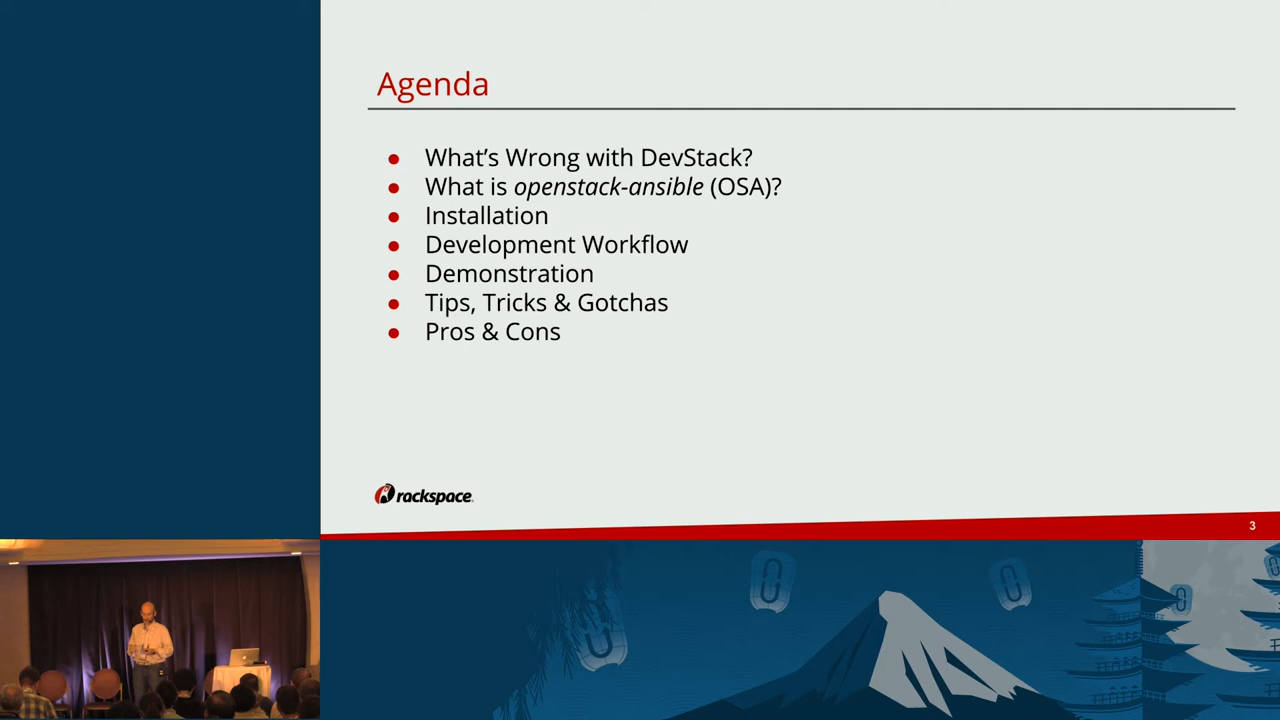 Agenda
● What's Wrong with DevStack?
● What is openstack-ansible (OSA)?
● Installation
● Development Workflow
● Demonstration
● Tips, Tricks & Gotchas
● Pros & Cons
rackspace.
3